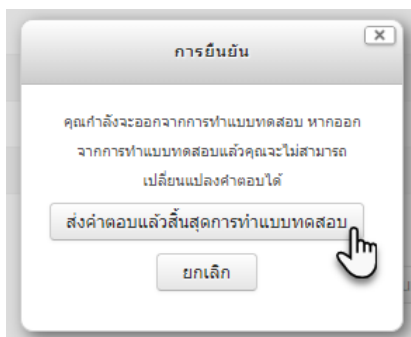 การยืนยัน
คุณกำลังจะออกจากการทำแบบทดสอบ หากออก
จากการทำแบบทดสอบแล้วคุณจะไม่สามารถ
เปลี่ยนแปลงคำตอบได้
ส่งคำตอบแล้วสิ้นสุดการทำแบบทดสอบ
ยกเลิก